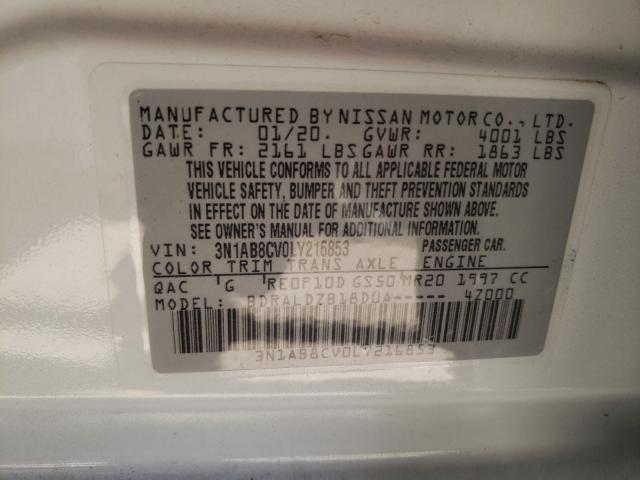 MANUFACTURED BY NISSAN MOTOR CO., LTD.
DATE: 01/20. GVWR: 4001 LBS
GAWR FR: 2161 LBS GAWR RR: 1863 LBS
THIS VEHICLE CONFORMS TO ALL APPLICABLE FEDERAL MOTOR
VEHICLE SAFETY, BUMPER AND THEFT PREVENTION STANDARDS
IN EFFECT ON THE DATE OF MANUFACTURE SHOWN ABOVE.
SEE OWNER'S MANUAL FOR ADDITIONAL INFORMATION.
VIN: 3N1AB8CV0LY216853 PASSENGER CAR.
COLOR TRIM TRANS AXLE ENGINE
QAC G RE0F10D GS50 MR20 1997 CC
MODEL: BDRALDZB18DUA----- 4Z000
3N1AB8CV0LY216853